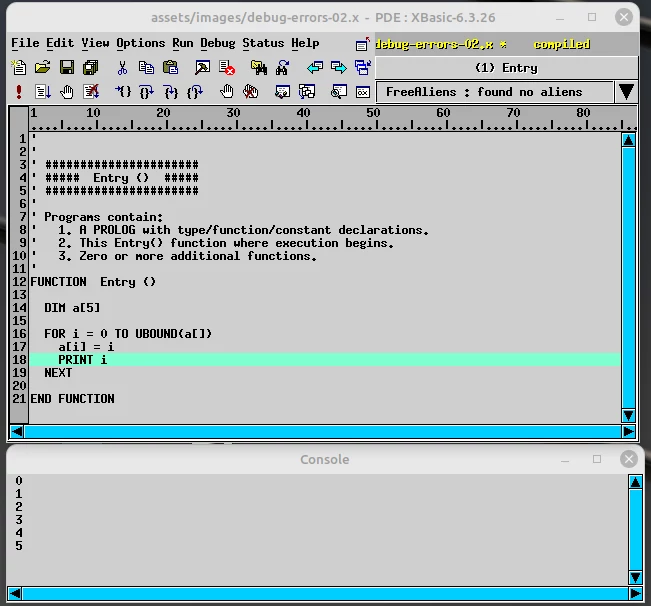 assets/images/debug-errors-02.x - PDE : XBasic-6.3.26
File Edit View Options Run Debug Status Help
debug-errors-02.x * compiled
(1) Entry
FreeAliens : found no aliens
1 10 20 30 40 50 60 70 80
1 '
2 '
3 ' ######################
4 ' ##### Entry () #####
5 ' ######################
6 '
7 ' Programs contain:
8 ' 1. A PROLOG with type/function/constant declarations.
9 ' 2. This Entry() function where execution begins.
10 ' 3. Zero or more additional functions.
11 '
12 FUNCTION Entry ()
13
14 DIM a[5]
15
16 FOR i = 0 TO UBOUND(a[])
17 a[i] = i
18 PRINT i
19 NEXT
20
21 END FUNCTION
Console
0
1
2
3
4
5